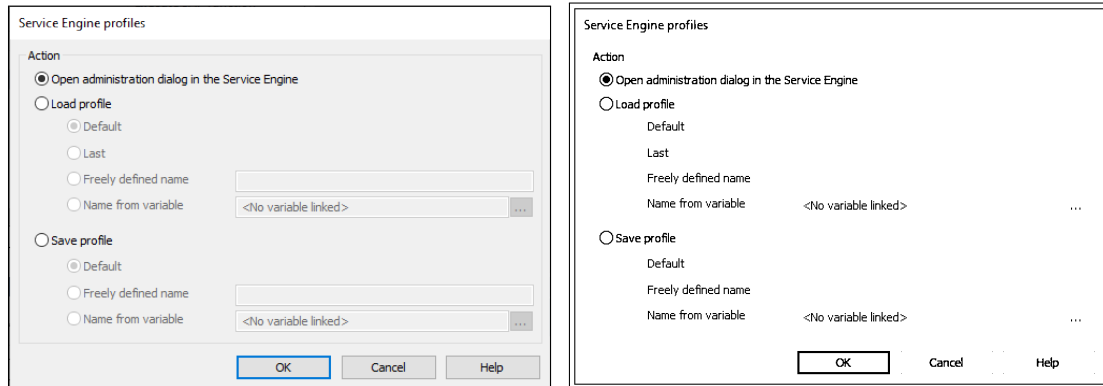 Service Engine profiles
Action
Open administration dialog in the Service Engine
Load profile
Default
Last
Freely defined name
Name from variable <No variable linked> ...
Save profile
Default
Freely defined name
Name from variable <No variable linked> ...
OK Cancel Help
Service Engine profiles
Action
Open administration dialog in the Service Engine
Load profile
Default
Last
Freely defined name
Name from variable <No variable linked> ...
Save profile
Default
Freely defined name
Name from variable <No variable linked> ...
OK Cancel Help